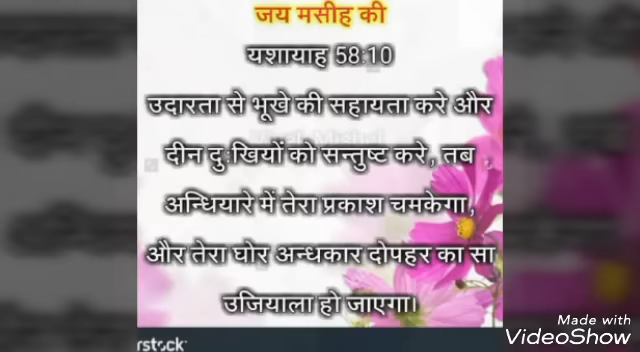 जय मसीह की
यशायाह 58:10
उदारता से भूखे की सहायता करे और
दीन दु:खियों को सन्तुष्ट करे, तब
अन्धियारे में तेरा प्रकाश चमकेगा,
और तेरा घोर अन्धकार दोपहर का सा
उजियाला हो जाएगा।
rstock
Made with
VideoShow